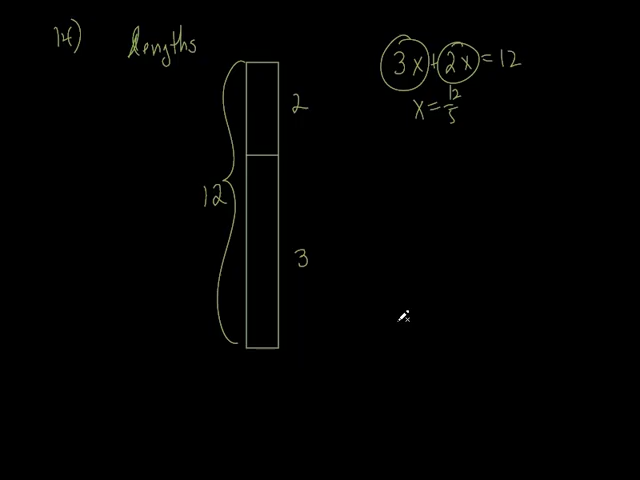 14) lengths
3x + 2x = 12
x = 12/5
2
12
3